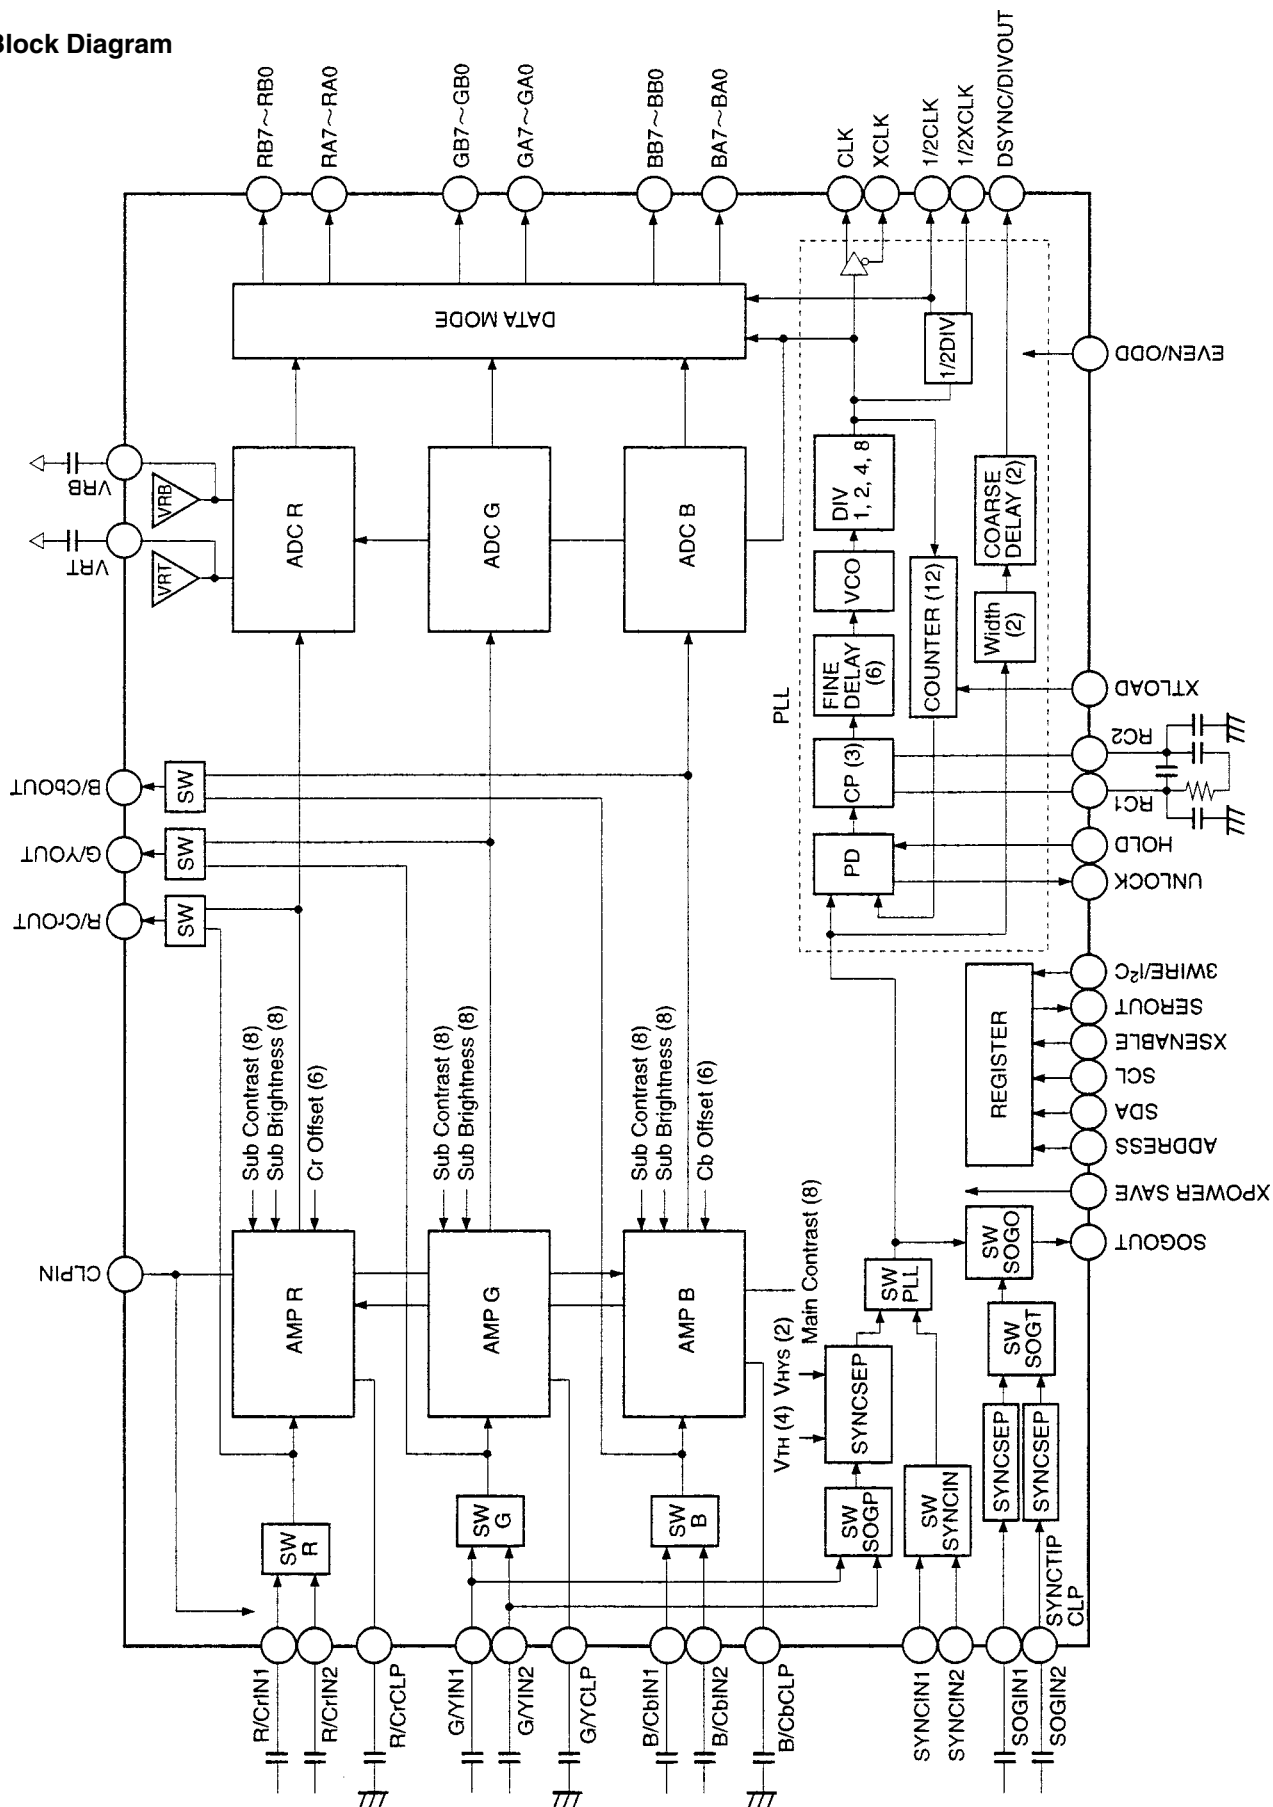 Block Diagram
RB7~RB0
RA7~RA0
GB7~GB0
GA7~GA0
BB7~BB0
BA7~BA0
CLK
XCLK
1/2CLK
1/2XCLK
DSYNC/DIVOUT
DATA MODE
1/2DIV
EVEN/ODD
VRB
VRT
VRB
VRT
ADC R
ADC G
ADC B
DIV
1, 2, 4, 8
VCO
FINE
DELAY
(6)
CP (3)
PD
COUNTER (12)
COARSE
DELAY (2)
Width
(2)
PLL
XTLOAD
RC2
RC1
HOLD
UNLOCK
B/CbOUT
G/YOUT
R/CrOUT
SW
SW
SW
Sub Contrast (8)
Sub Brightness (8)
Cr Offset (6)
Sub Contrast (8)
Sub Brightness (8)
Sub Contrast (8)
Sub Brightness (8)
Cb Offset (6)
3WIRE/I²C
SEROUT
XSENABLE
SCL
SDA
ADDRESS
REGISTER
XPOWER SAVE
SOGOUT
CLPIN
AMP R
AMP G
AMP B
Main Contrast (8)
VHYS (2)
VTH (4)
SYNCSEP
SW
PLL
SW
SOGO
SW
SOGT
SYNCSEP
SYNCSEP
SW
R
SW
G
SW
B
SW
SOGP
SW
SYNCIN
SYNCTIP
CLP
R/CrIN1
R/CrIN2
R/CrCLP
G/YIN1
G/YIN2
G/YCLP
B/CbIN1
B/CbIN2
B/CbCLP
SYNCIN1
SYNCIN2
SOGIN1
SOGIN2